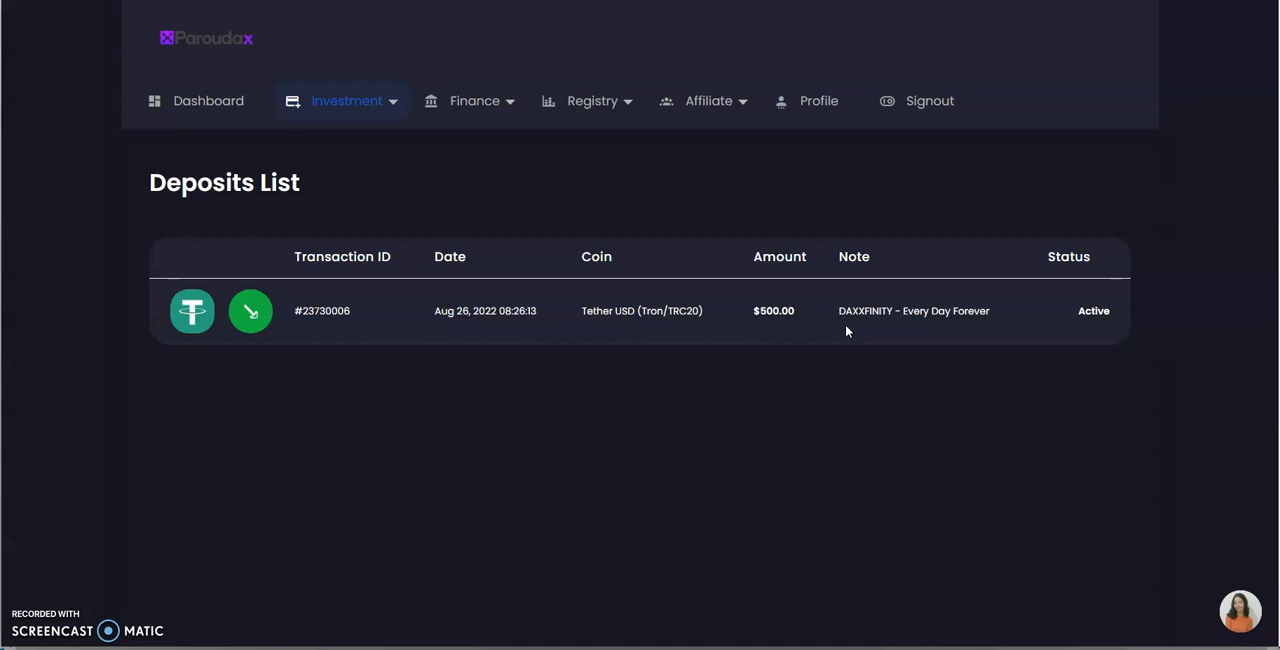 Paroudax
Dashboard Investment Finance Registry Affiliate Profile Signout
Deposits List
Transaction ID Date Coin Amount Note Status
#23730006 Aug 26, 2022 08:26:13 Tether USD (Tron/TRC20) $500.00 DAXXFINITY - Every Day Forever Active
RECORDED WITH
SCREENCAST MATIC